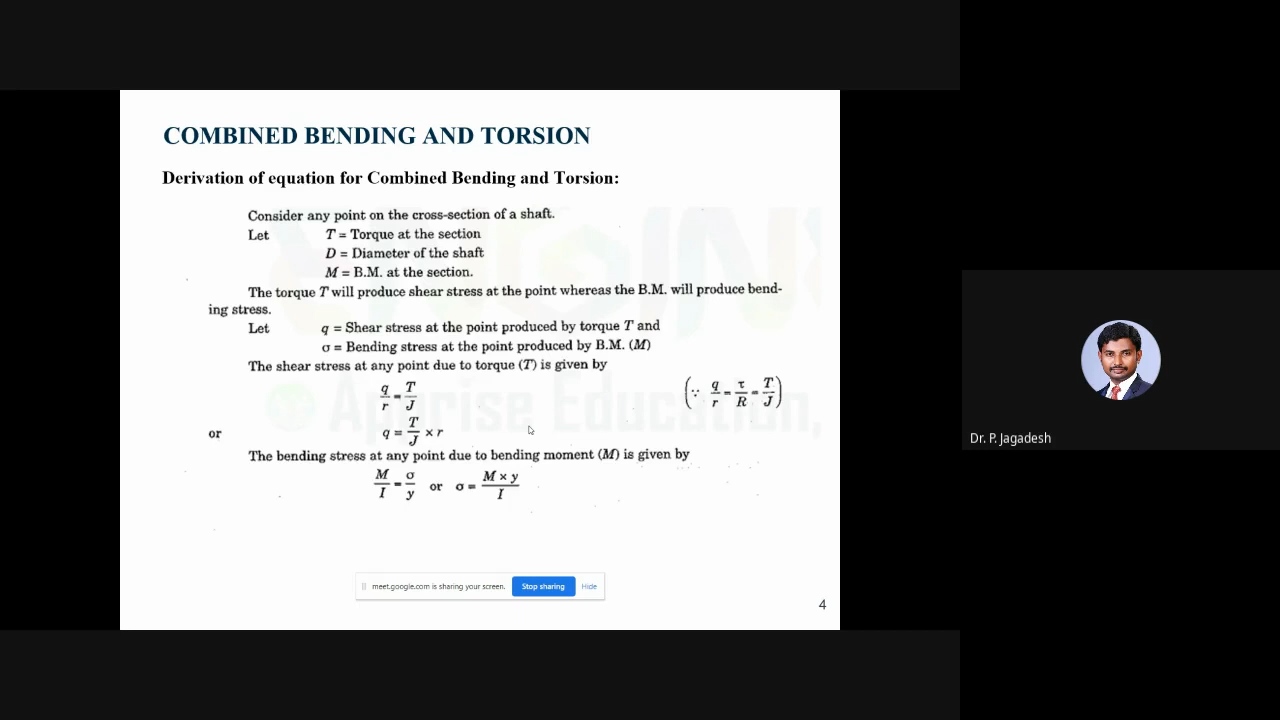 COMBINED BENDING AND TORSION
Derivation of equation for Combined Bending and Torsion:
Consider any point on the cross-section of a shaft.
Let T = Torque at the section
D = Diameter of the shaft
M = B.M. at the section.
The torque T will produce shear stress at the point whereas the B.M. will produce bend-
ing stress.
Let q = Shear stress at the point produced by torque T and
σ = Bending stress at the point produced by B.M. (M)
The shear stress at any point due to torque (T) is given by
q/r = T/J (∵ q/r = τ/R = T/J)
or q = T/J × r
The bending stress at any point due to bending moment (M) is given by
M/I = σ/y or σ = M × y/I
meet.google.com is sharing your screen. Stop sharing Hide
4
Dr. P. Jagadesh
Apprise Education,